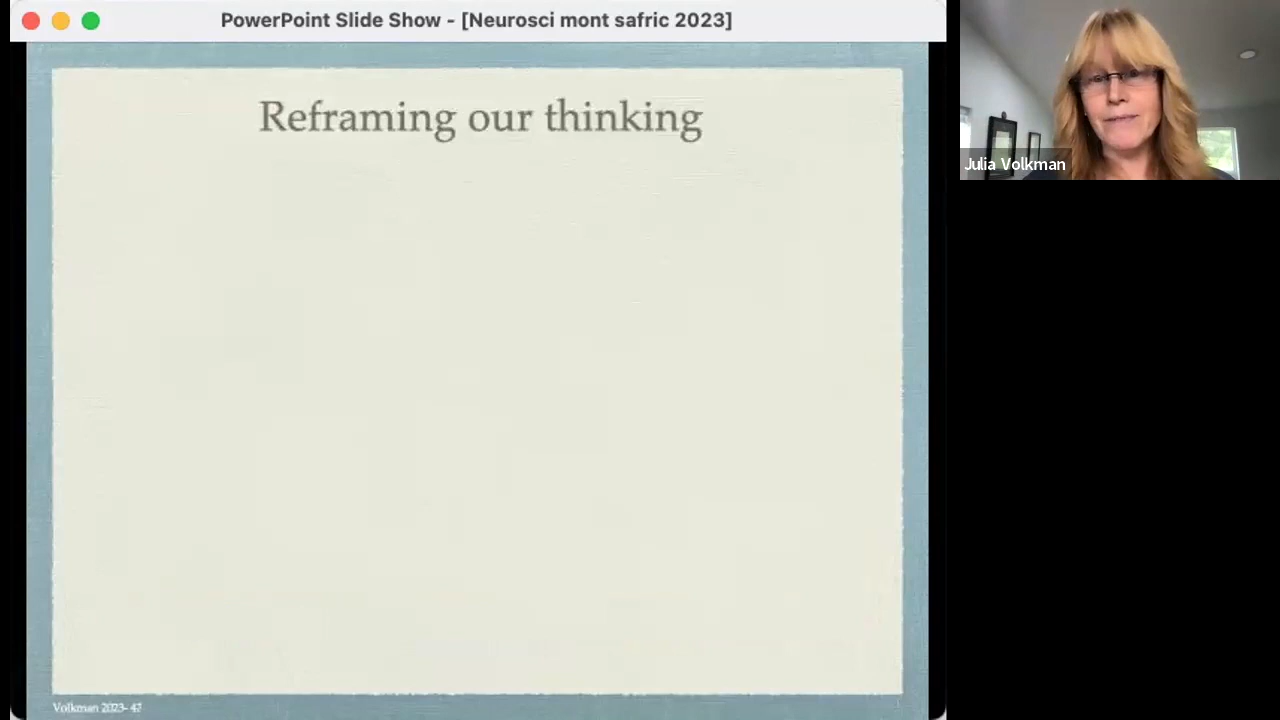 PowerPoint Slide Show - [Neurosci mont safric 2023]
Reframing our thinking
Julia Volkman
Volkman 2023- 47